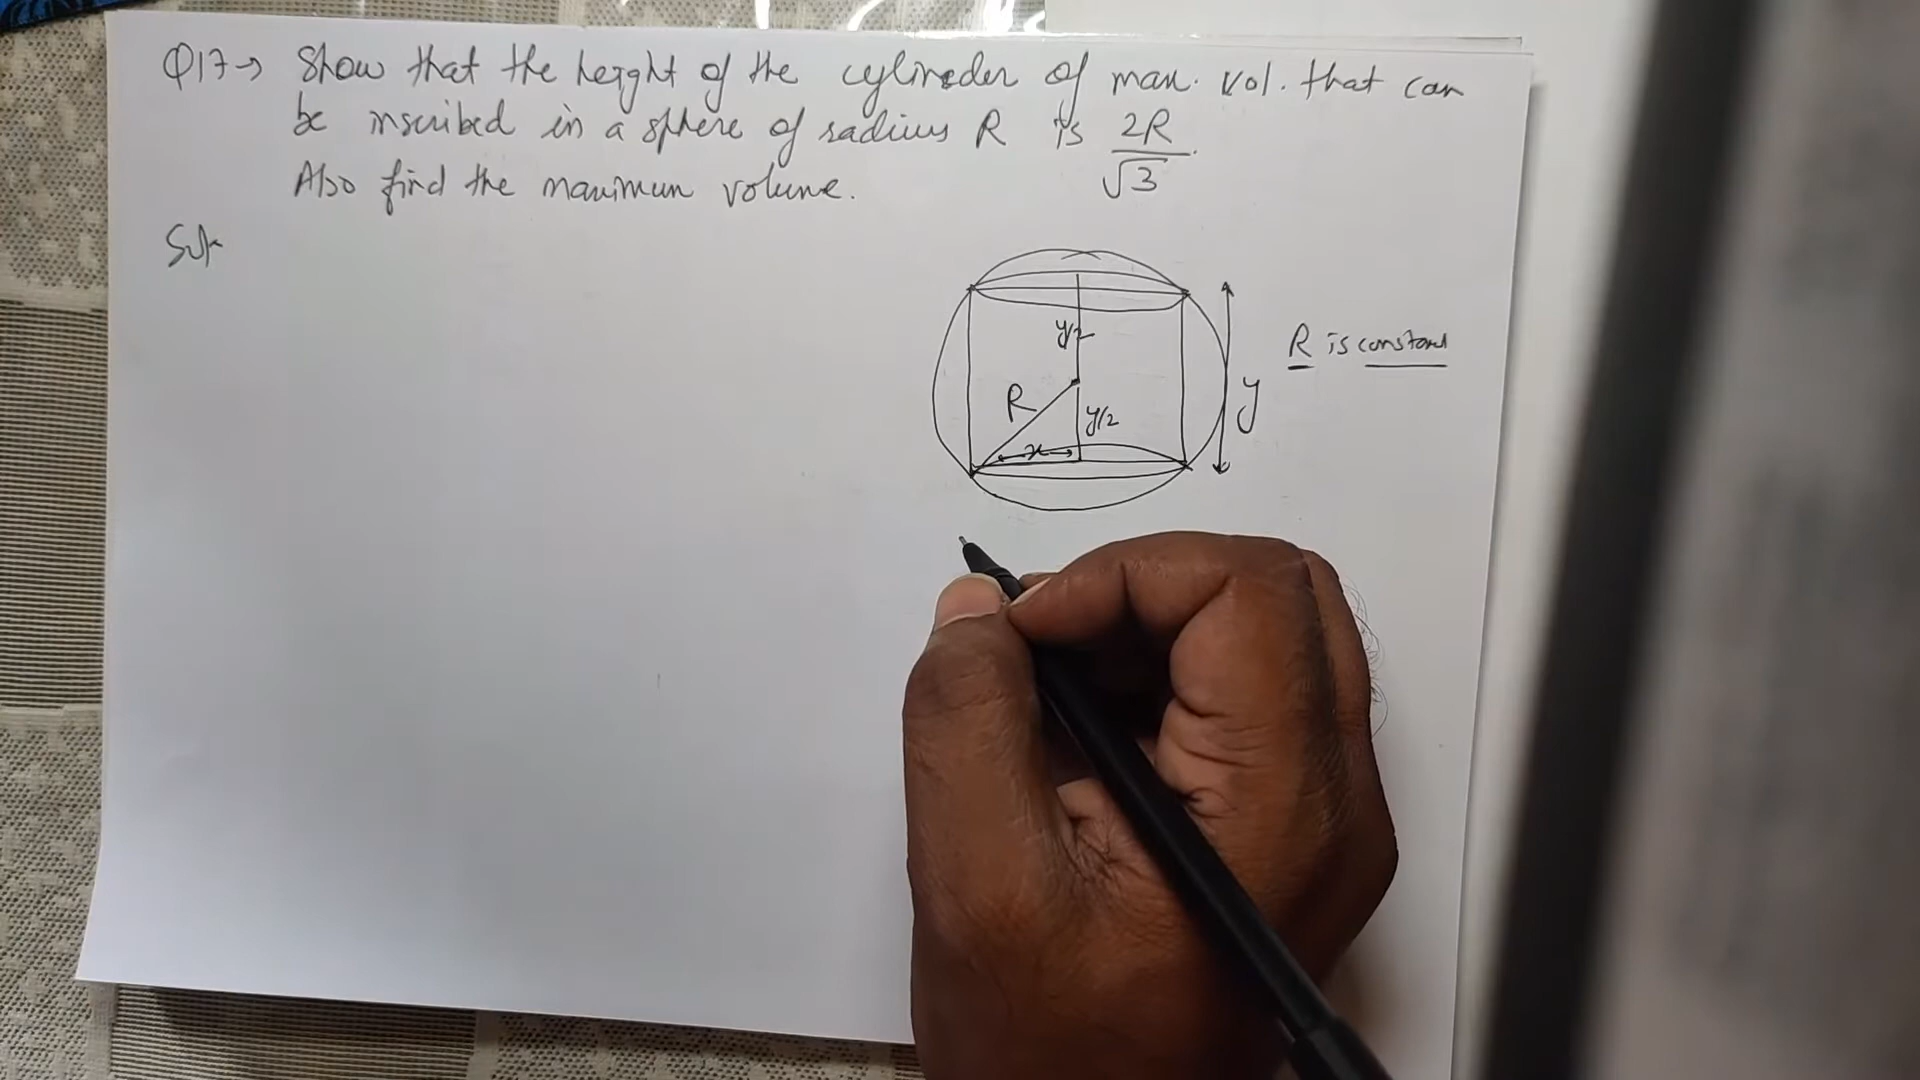 Q17→ Show that the height of the cylinder of max. vol. that can
be inscribed in a sphere of radius R is 2R/√3.
Also find the maximum volume.
Sol
y/2
R is constant
R
y/2
y
x